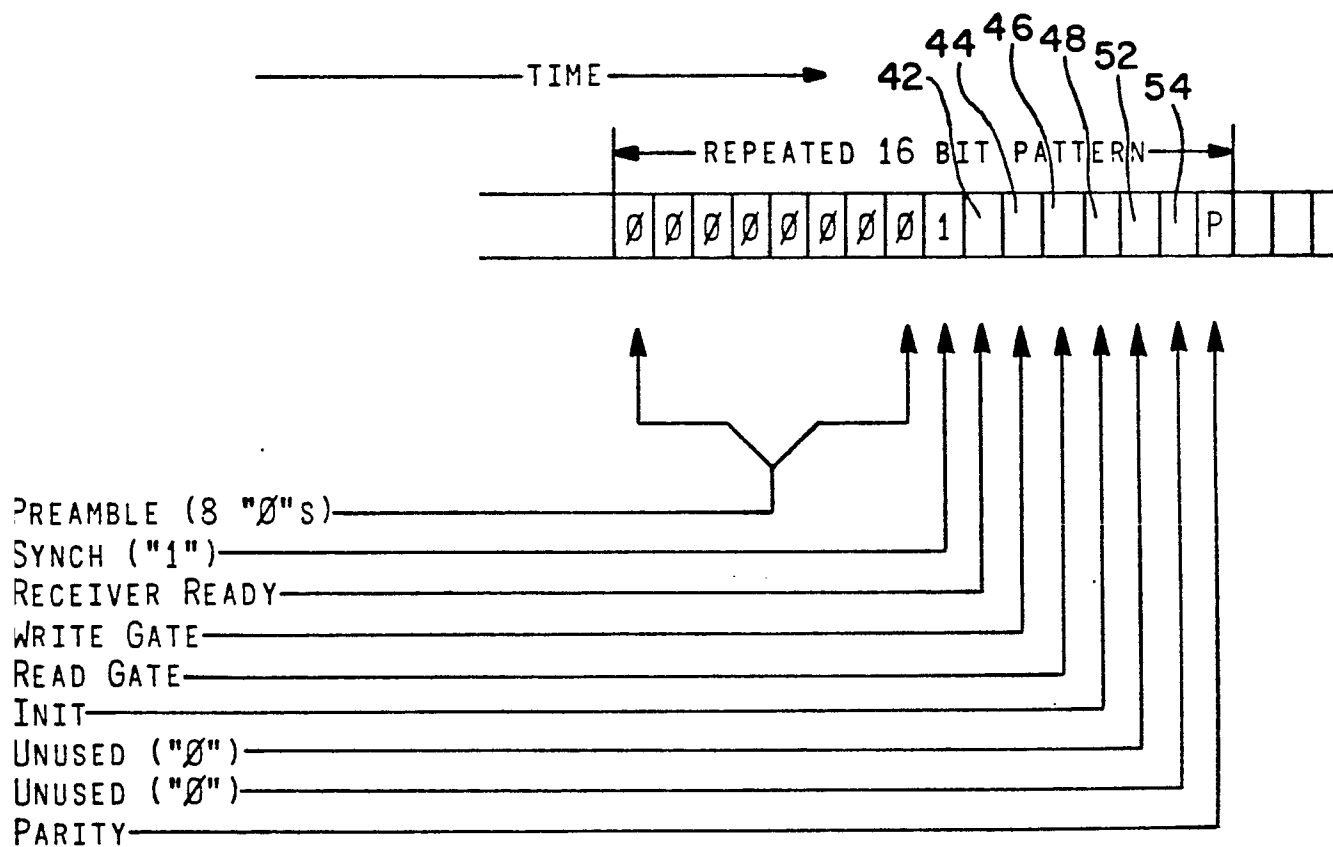 TIME
42 44 46 48 52 54
REPEATED 16 BIT PATTERN
Ø Ø Ø Ø Ø Ø Ø Ø 1 P
PREAMBLE (8 "Ø"S)
SYNCH ("1")
RECEIVER READY
WRITE GATE
READ GATE
INIT
UNUSED ("Ø")
UNUSED ("Ø")
PARITY